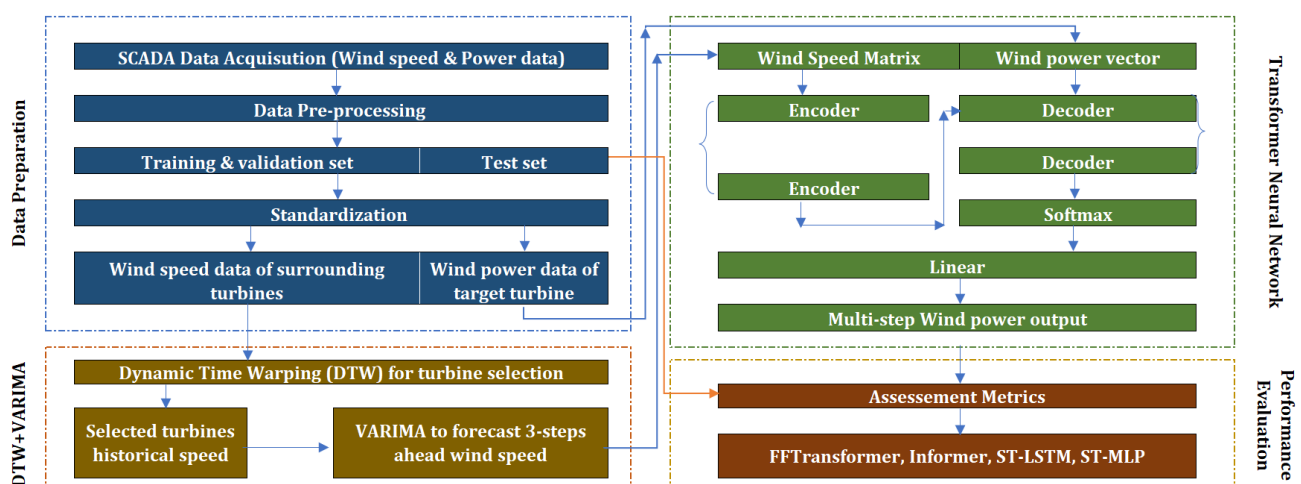 Data Preparation
SCADA Data Acquisution (Wind speed & Power data)
Data Pre-processing
Training & validation set
Test set
Standardization
Wind speed data of surrounding
turbines
Wind power data of
target turbine
DTW+VARIMA
Dynamic Time Warping (DTW) for turbine selection
Selected turbines
historical speed
VARIMA to forecast 3-steps
ahead wind speed
Transformer Neural Network
Wind Speed Matrix
Wind power vector
Encoder
Decoder
Encoder
Decoder
Softmax
Linear
Multi-step Wind power output
Performance
Evaluation
Assessement Metrics
FFTransformer, Informer, ST-LSTM, ST-MLP